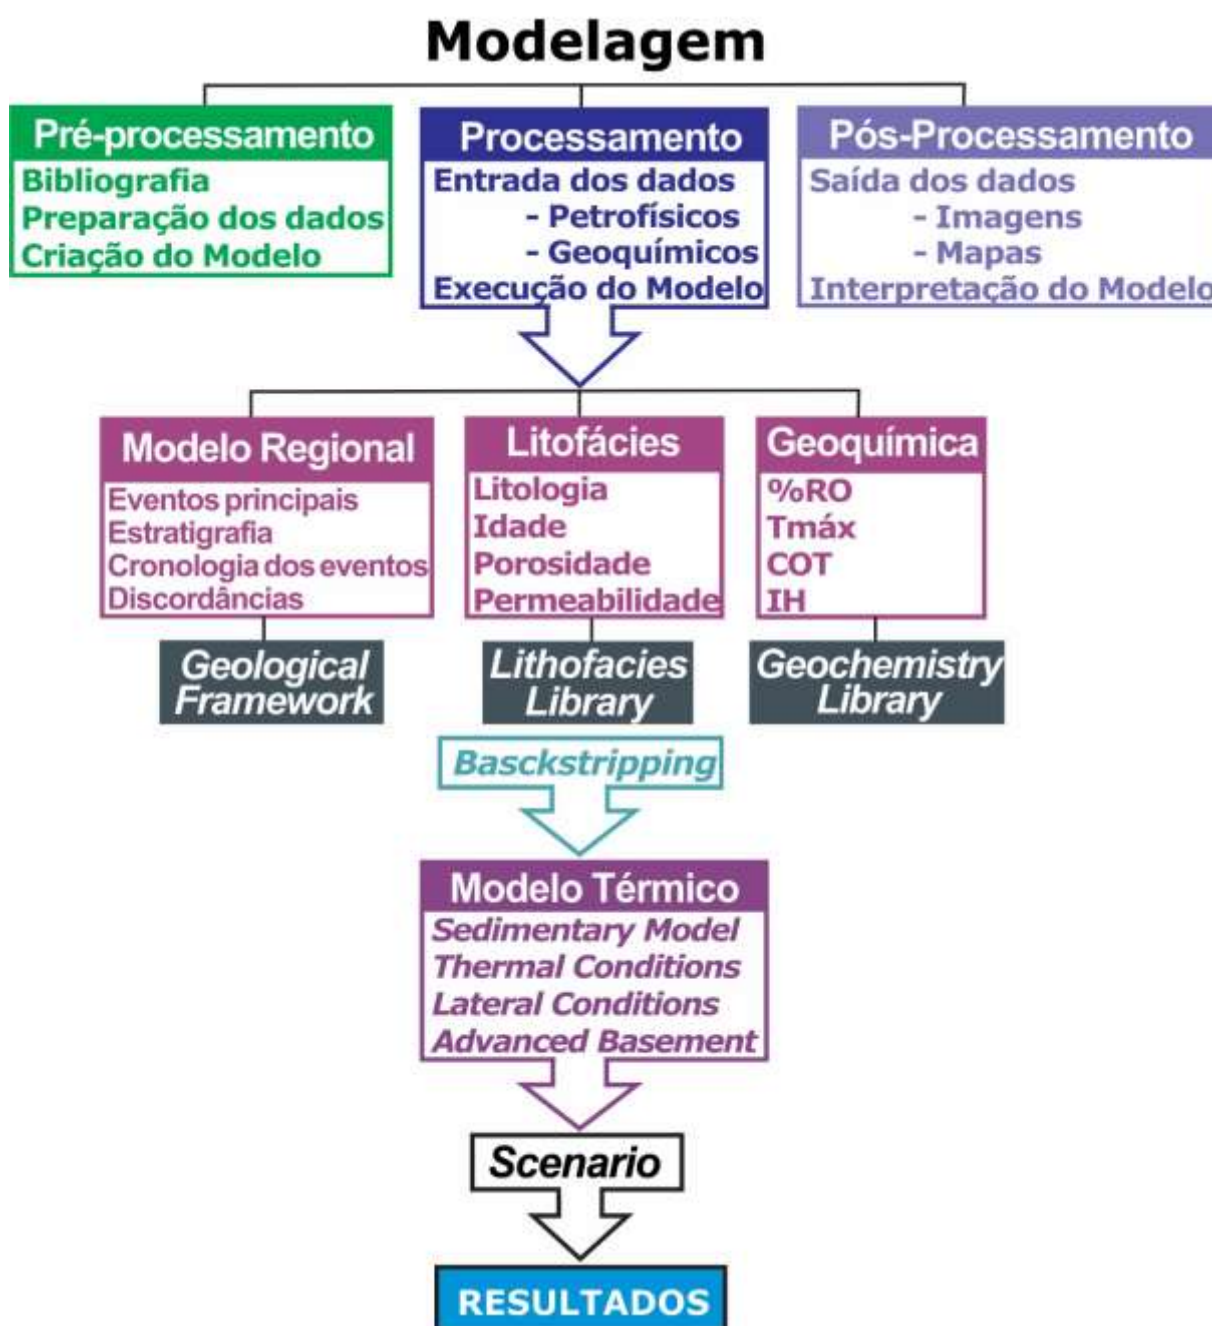 Modelagem
Pré-processamento
Bibliografia
Preparação dos dados
Criação do Modelo
Processamento
Entrada dos dados
- Petrofísicos
- Geoquímicos
Execução do Modelo
Pós-Processamento
Saída dos dados
- Imagens
- Mapas
Interpretação do Modelo
Modelo Regional
Eventos principais
Estratigrafia
Cronologia dos eventos
Discordâncias
Litofácies
Litologia
Idade
Porosidade
Permeabilidade
Geoquímica
%RO
Tmáx
COT
IH
Geological
Framework
Lithofacies
Library
Geochemistry
Library
Basckstripping
Modelo Térmico
Sedimentary Model
Thermal Conditions
Lateral Conditions
Advanced Basement
Scenario
RESULTADOS